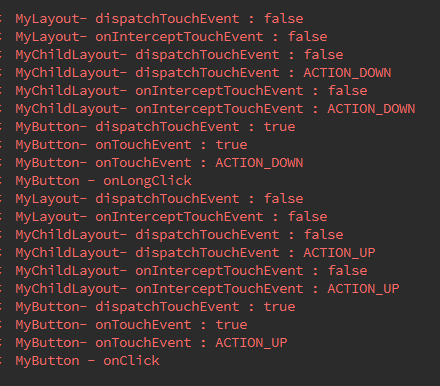 : MyLayout- dispatchTouchEvent : false
: MyLayout- onInterceptTouchEvent : false
: MyChildLayout- dispatchTouchEvent : false
: MyChildLayout- dispatchTouchEvent : ACTION_DOWN
: MyLayout- onInterceptTouchEvent : false
: MyChildLayout- onInterceptTouchEvent : ACTION_DOWN
: MyButton- dispatchTouchEvent : true
: MyButton- onTouchEvent : true
: MyButton- onTouchEvent : ACTION_DOWN
: MyButton - onLongClick
: MyLayout- dispatchTouchEvent : false
: MyLayout- onInterceptTouchEvent : false
: MyChildLayout- dispatchTouchEvent : false
: MyChildLayout- dispatchTouchEvent : ACTION_UP
: MyChildLayout- onInterceptTouchEvent : false
: MyChildLayout- onInterceptTouchEvent : ACTION_UP
: MyButton- dispatchTouchEvent : true
: MyButton- onTouchEvent : true
: MyButton- onTouchEvent : ACTION_UP
: MyButton - onClick